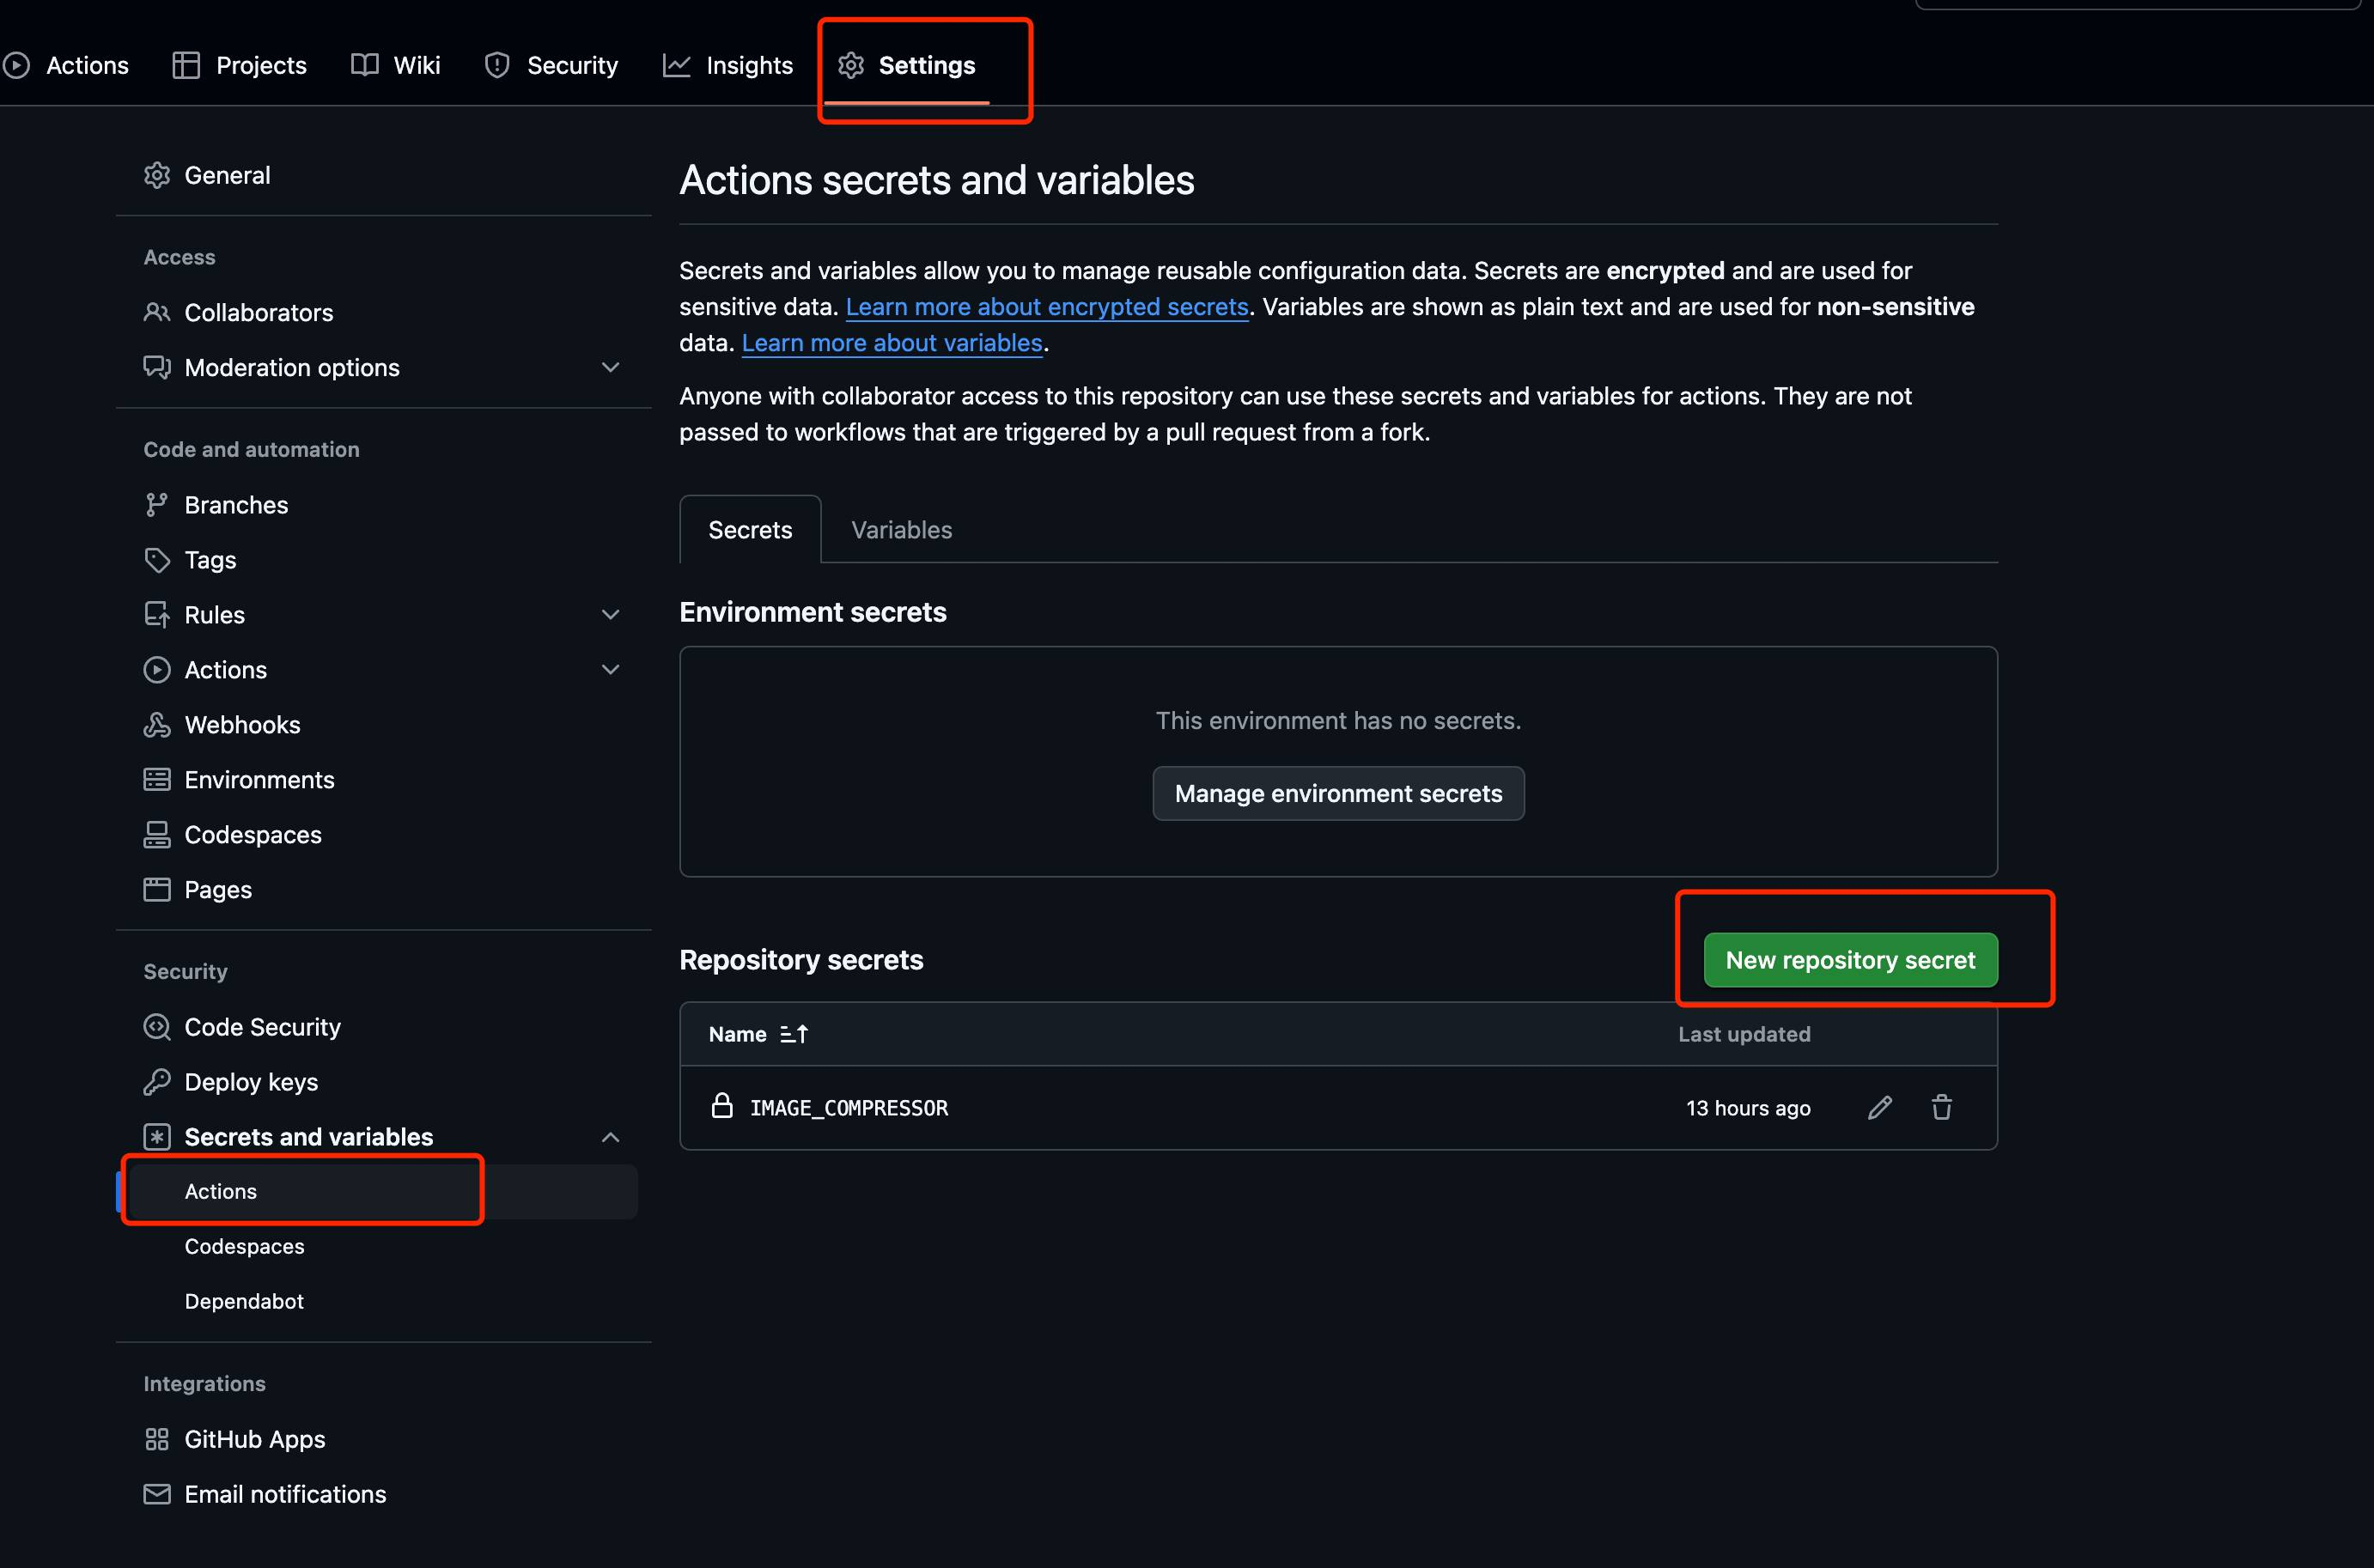 Actions
Projects
Wiki
Security
Insights
Settings
General
Access
Collaborators
Moderation options
Code and automation
Branches
Tags
Rules
Actions
Webhooks
Environments
Codespaces
Pages
Security
Code Security
Deploy keys
Secrets and variables
Actions
Codespaces
Dependabot
Integrations
GitHub Apps
Email notifications
Actions secrets and variables
Secrets and variables allow you to manage reusable configuration data. Secrets are encrypted and are used for
sensitive data. Learn more about encrypted secrets. Variables are shown as plain text and are used for non-sensitive
data. Learn more about variables.
Anyone with collaborator access to this repository can use these secrets and variables for actions. They are not
passed to workflows that are triggered by a pull request from a fork.
Secrets
Variables
Environment secrets
This environment has no secrets.
Manage environment secrets
Repository secrets
New repository secret
Name
Last updated
IMAGE_COMPRESSOR
13 hours ago